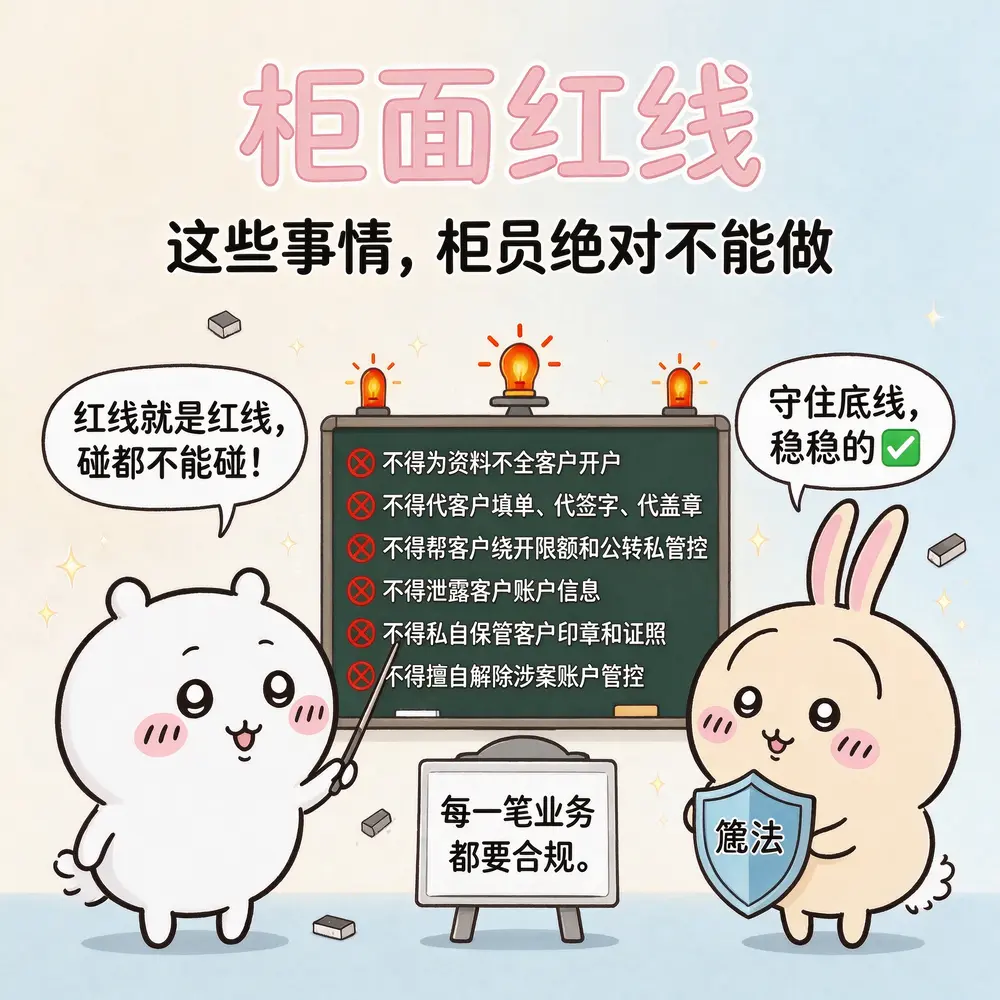 柜面红线
这些事情，柜员绝对不能做
红线就是红线，
碰都不能碰！
守住底线，
稳稳的✅
不得为资料不全客户开户
不得代客户填单、代签字、代盖章
不得帮客户绕开限额和公转私管控
不得泄露客户账户信息
不得私自保管客户印章和证照
不得擅自解除涉案账户管控
每一笔业务
都要合规。
法